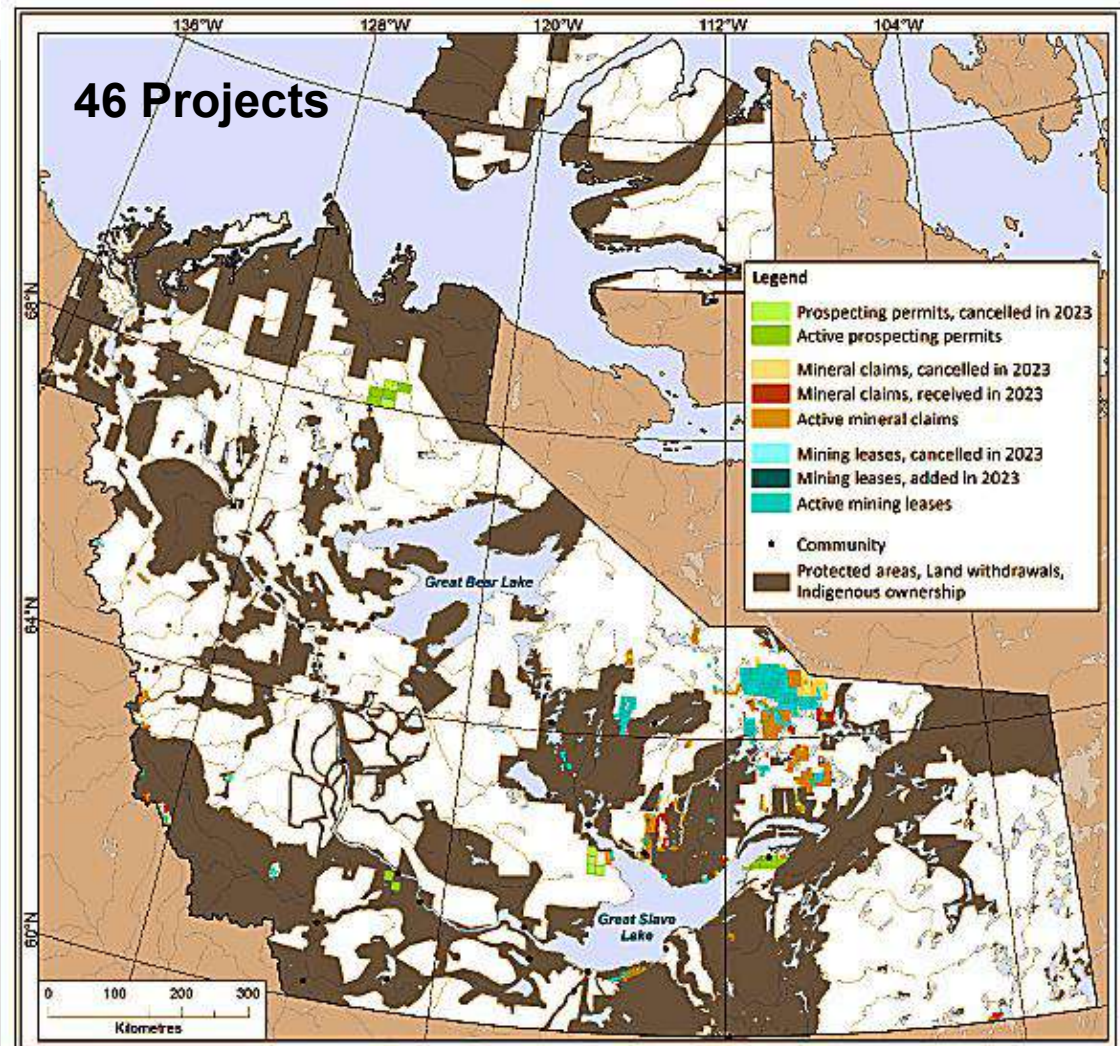 136°W
128°W
120°W
112°W
104°W
46 Projects
68°N
64°N
60°N
Legend
Prospecting permits, cancelled in 2023
Active prospecting permits
Mineral claims, cancelled in 2023
Mineral claims, received in 2023
Active mineral claims
Mining leases, cancelled in 2023
Mining leases, added in 2023
Active mining leases
Community
Protected areas, Land withdrawals,
Indigenous ownership
Great Bear Lake
Great Slave
Lake
0 100 200 300
Kilometres